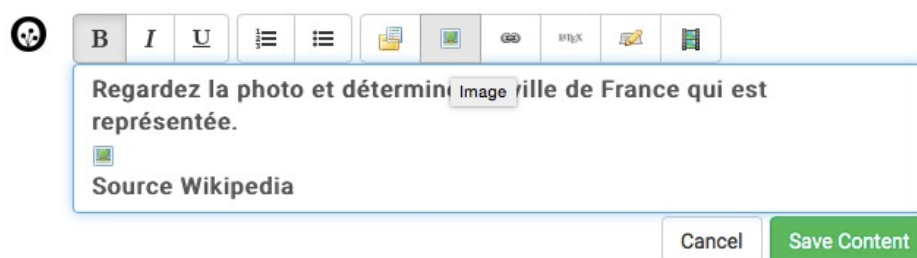 B I U LATEX
Regardez la photo et détermin Image ville de France qui est
représentée.
Source Wikipedia
Cancel Save Content